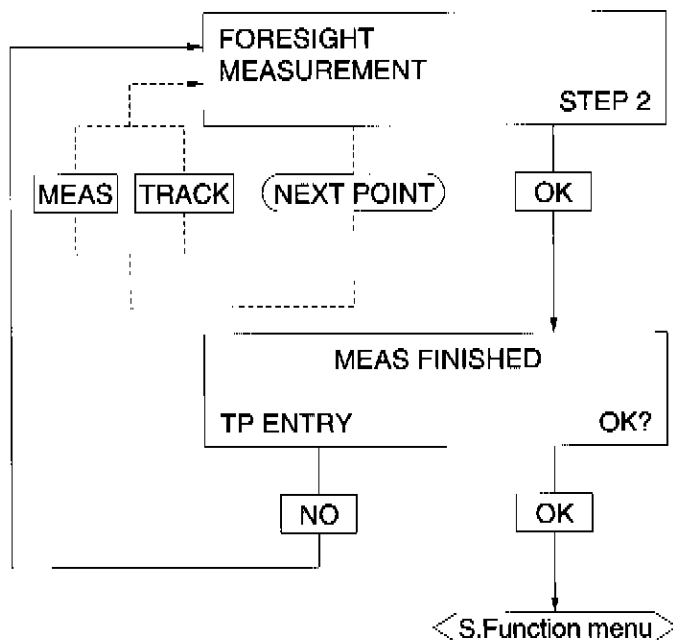 FORESIGHT
MEASUREMENT
STEP 2
MEAS TRACK NEXT POINT OK
MEAS FINISHED
TP ENTRY OK?
NO OK
S.Function menu